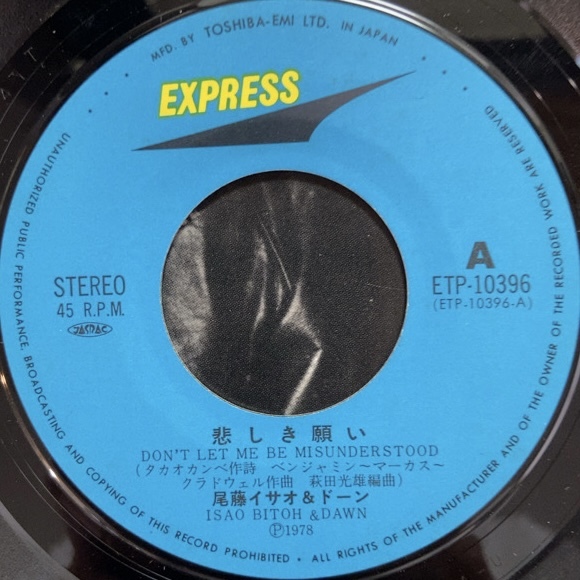 MFD. BY TOSHIBA-EMI LTD. IN JAPAN
EXPRESS
STEREO
45 R.P.M.
JASRAC
A
ETP-10396
(ETP-10396-A)
悲しき願い
DON'T LET ME BE MISUNDERSTOOD
(タカオカンベ作詩 ベンジャミン〜マーカス〜
クラドウェル作曲 萩田光雄編曲)
尾藤イサオ&ドーン
ISAO BITOH & DAWN
Ⓟ1978
UNAUTHORIZED PUBLIC PERFORMANCE, BROADCASTING AND COPYING OF THIS RECORD PROHIBITED • ALL RIGHTS OF THE MANUFACTURER AND OF THE OWNER OF THE RECORDED WORK ARE RESERVED